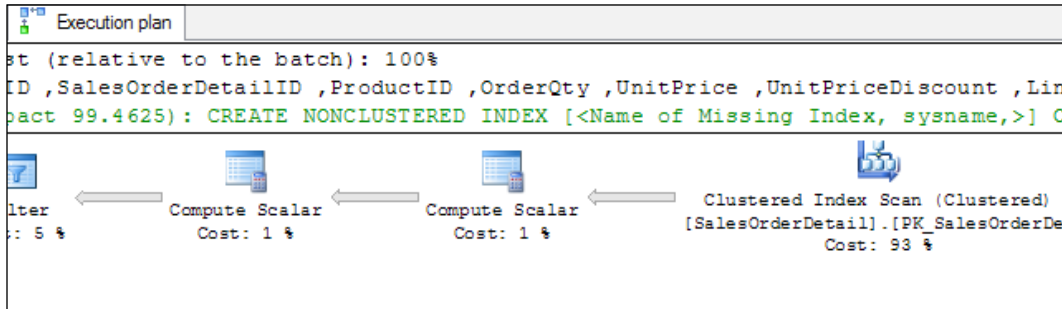 Execution plan
st (relative to the batch): 100%
ID ,SalesOrderDetailID ,ProductID ,OrderQty ,UnitPrice ,UnitPriceDiscount ,Lin
pact 99.4625): CREATE NONCLUSTERED INDEX [<Name of Missing Index, sysname,>] O
lter
Compute Scalar
Compute Scalar
Clustered Index Scan (Clustered)
[SalesOrderDetail].[PK_SalesOrderDe
t: 5 %
Cost: 1 %
Cost: 1 %
Cost: 93 %